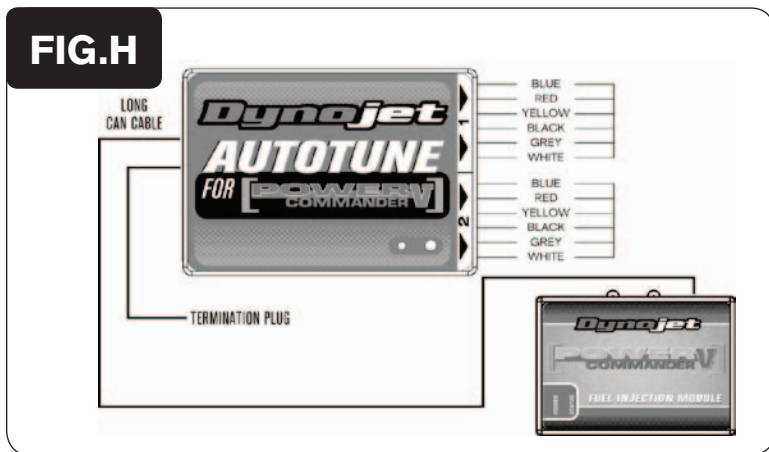 FIG.H
LONG
CAN CABLE
Dynojet
AUTOTUNE
FOR [POWER V
COMMANDER]
1
BLUE
RED
YELLOW
BLACK
GREY
WHITE
2
BLUE
RED
YELLOW
BLACK
GREY
WHITE
TERMINATION PLUG
Dynojet
POWER V
COMMANDER
FUEL INJECTION MODULE